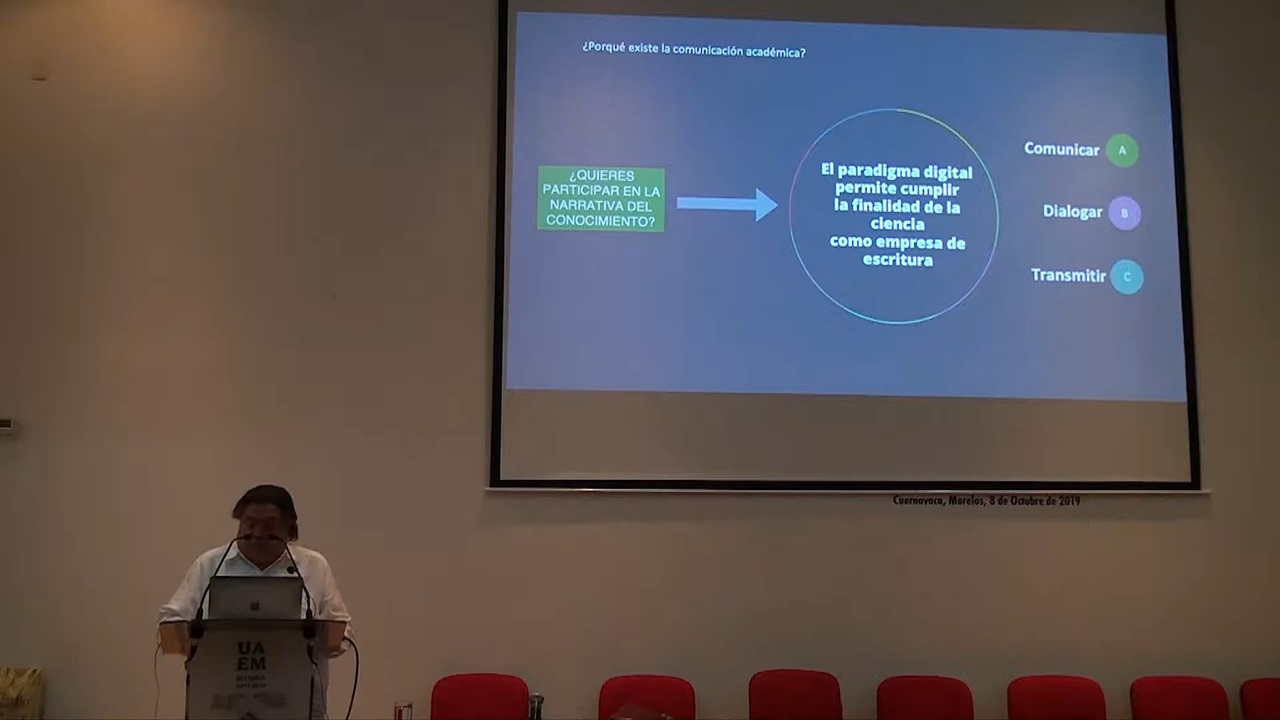 ¿Porqué existe la comunicación académica?
¿QUIERES
PARTICIPAR EN LA
NARRATIVA DEL
CONOCIMIENTO?
El paradigma digital
permite cumplir
la finalidad de la
ciencia
como empresa de
escritura
Comunicar A
Dialogar B
Transmitir C
Cuernavaca, Morelos, 8 de Octubre de 2019
UA
EM